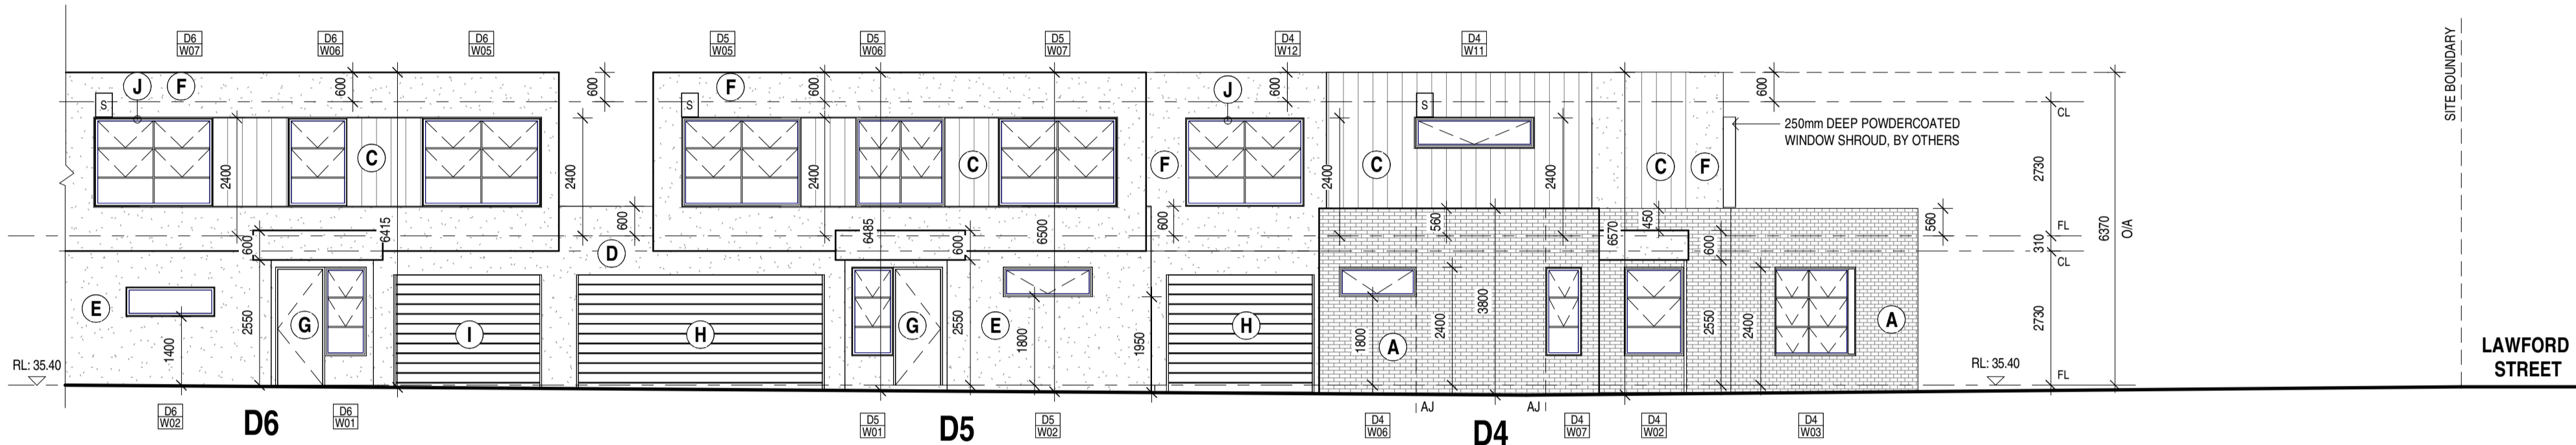 D6
W07
D6
W06
D6
W05
D5
W05
D5
W06
D5
W07
D4
W12
D4
W11
SITE BOUNDARY
J
F
600
600
F
600
J
600
600
S
S
S
CL
250mm DEEP POWDERCOATED
WINDOW SHROUD, BY OTHERS
2400
C
2400
2400
C
F
2400
C
2400
C
F
2730
600
6415
600
6485
600
6500
600
560
6570
450
600
560
FL
310
6370
O/A
D
CL
E
1400
2550
G
I
H
G
2550
E
1800
1950
H
1800
A
2400
3800
2550
2400
A
2730
RL: 35.40
RL: 35.40
FL
LAWFORD
STREET
D6
W02
D6
D6
W01
D5
W01
D5
D5
W02
D4
W06
AJ
D4
AJ
D4
W07
D4
W02
D4
W03